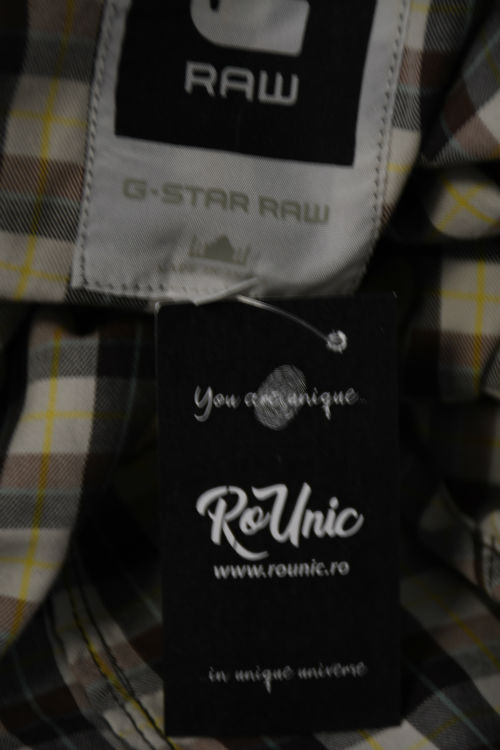 RAW
G-STAR RAW
You are unique
RoUnic
www.rounic.ro
in unique universe